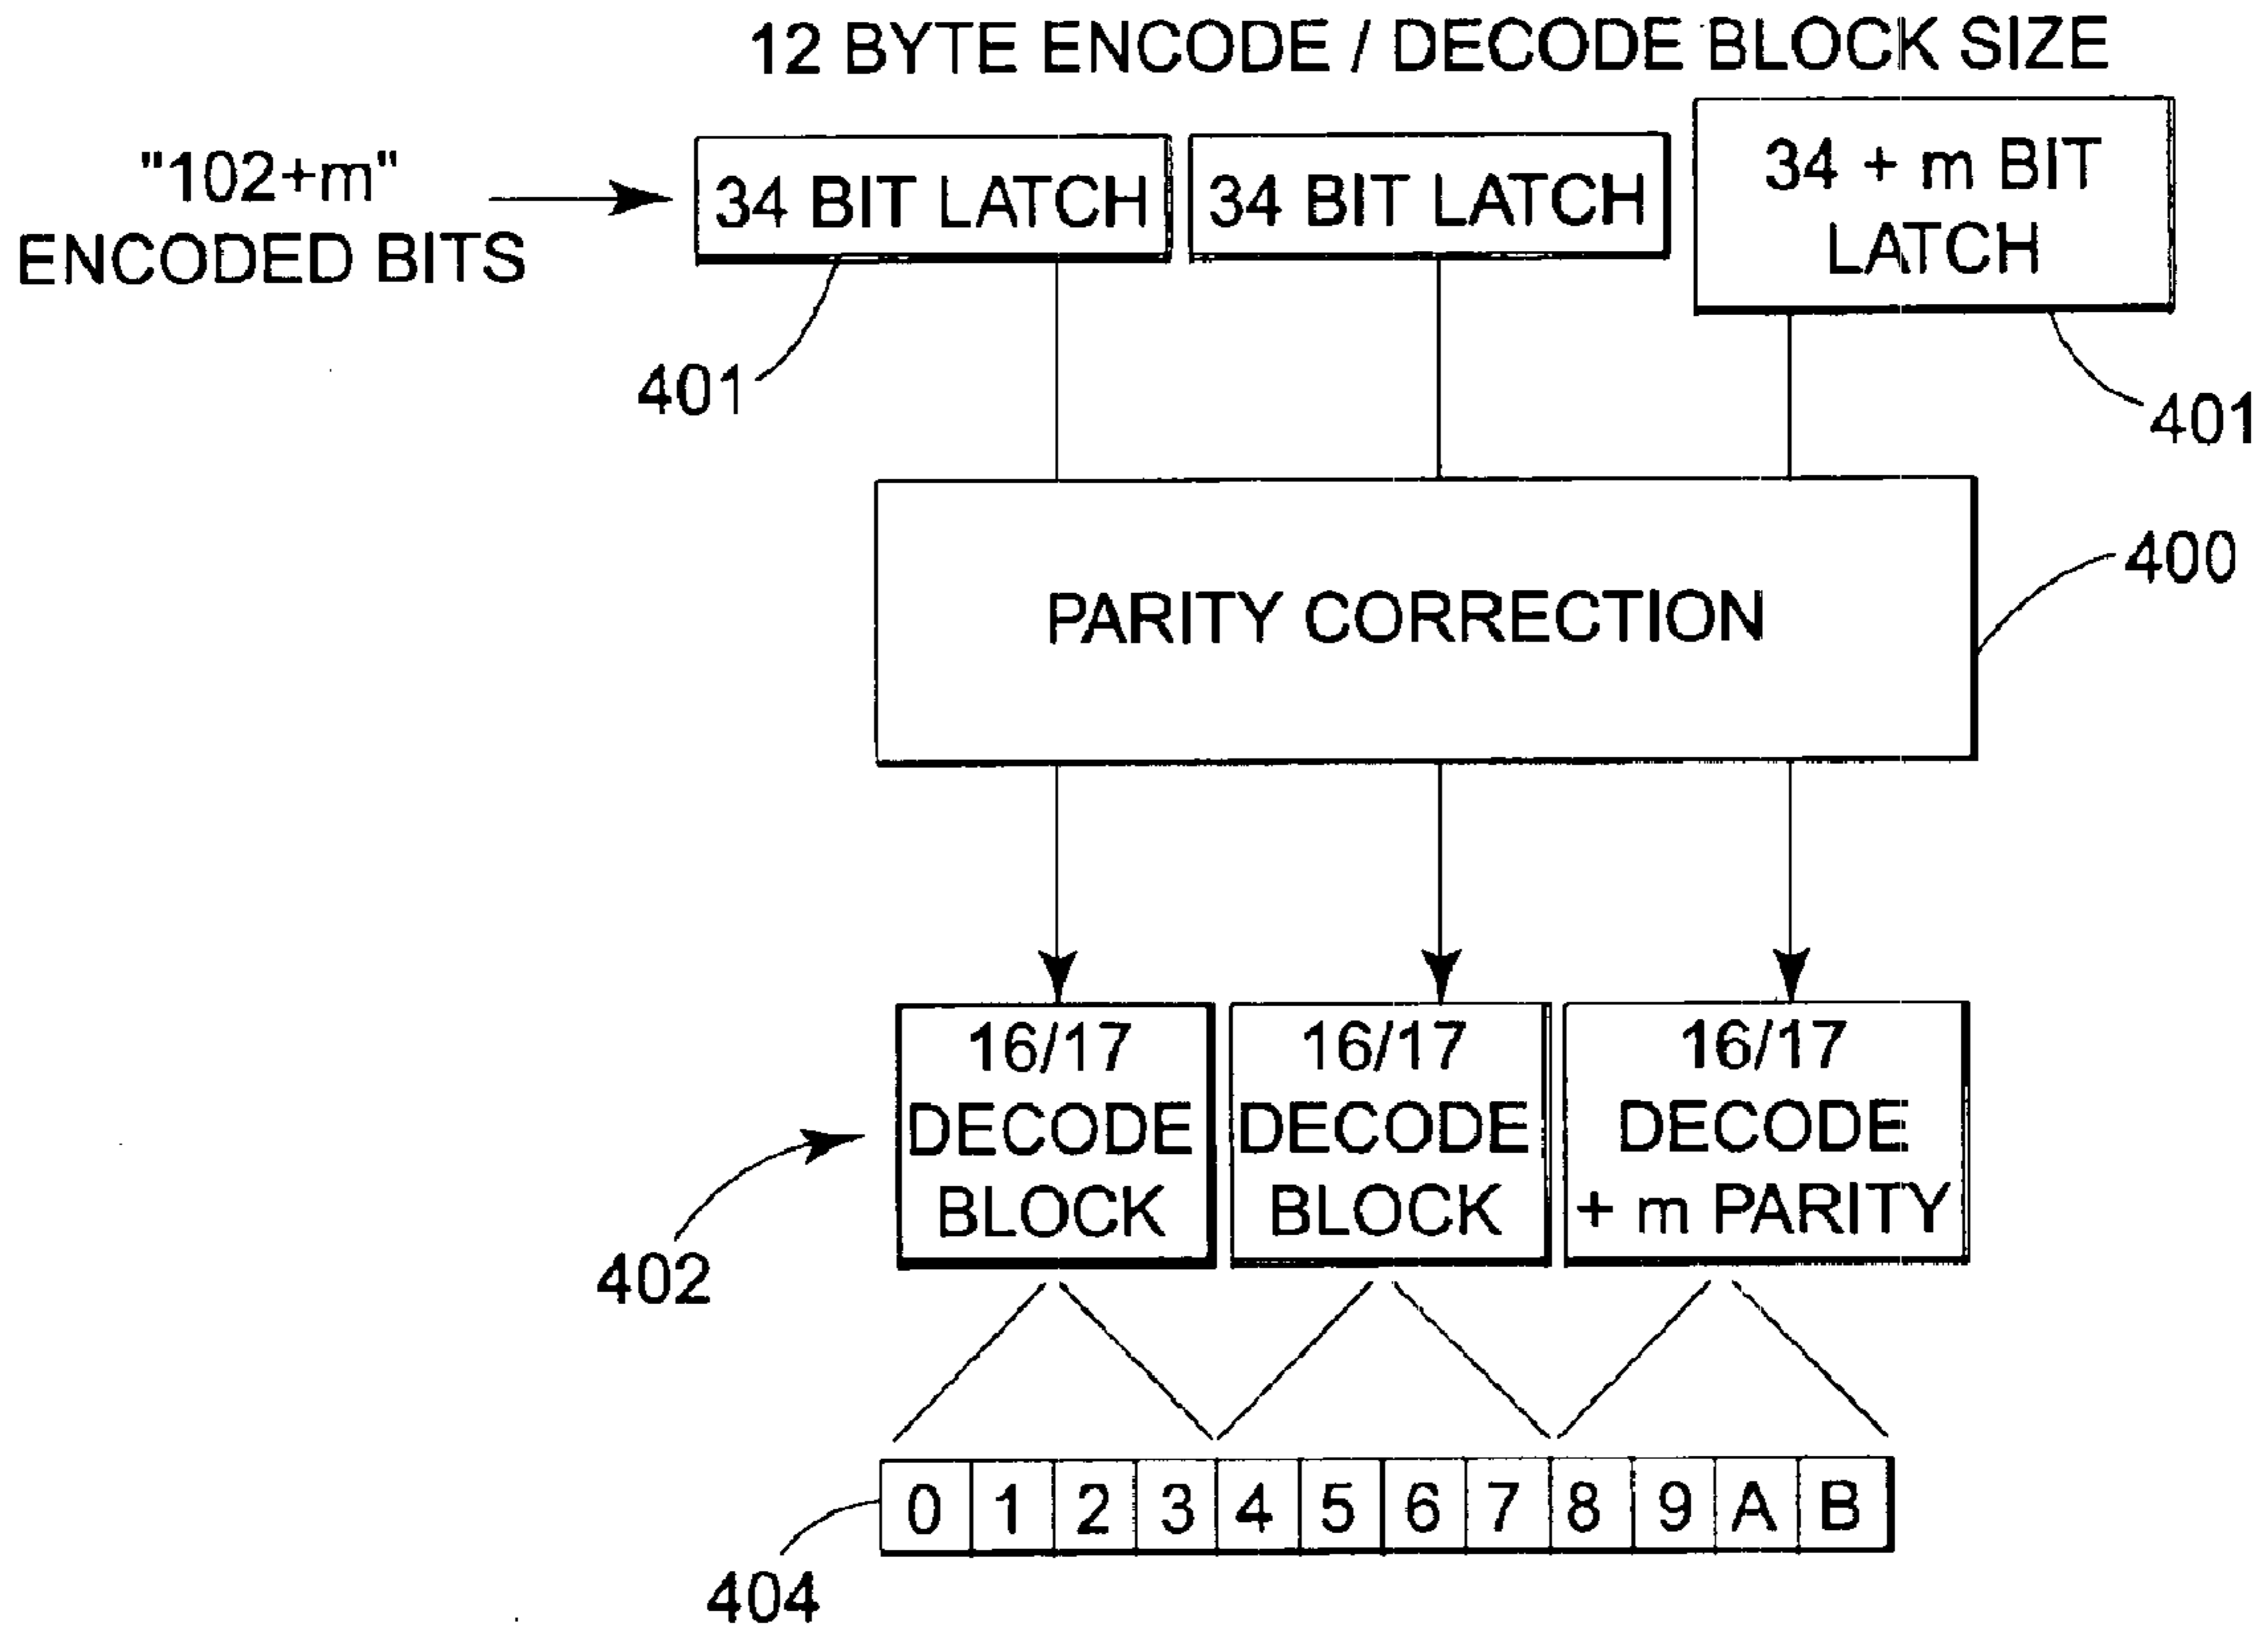 12 BYTE ENCODE / DECODE BLOCK SIZE
"102+m"
ENCODED BITS
34 BIT LATCH
34 BIT LATCH
34 + m BIT
LATCH
401
401
PARITY CORRECTION
400
16/17
DECODE
BLOCK
16/17
DECODE
BLOCK
16/17
DECODE
+ m PARITY
402
0 1 2 3 4 5 6 7 8 9 A B
404